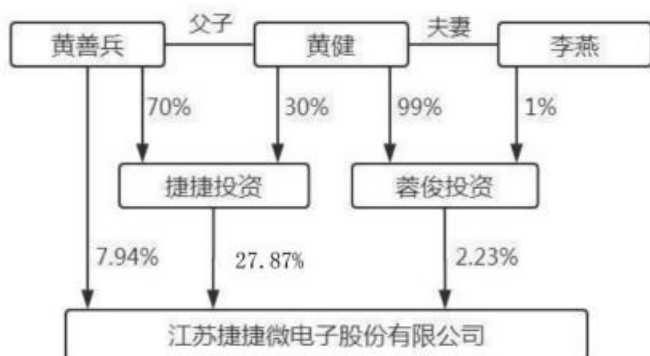 父子
夫妻
黄善兵
黄健
李燕
70%
30%
99%
1%
捷捷投资
蓉俊投资
7.94%
27.87%
2.23%
江苏捷捷微电子股份有限公司